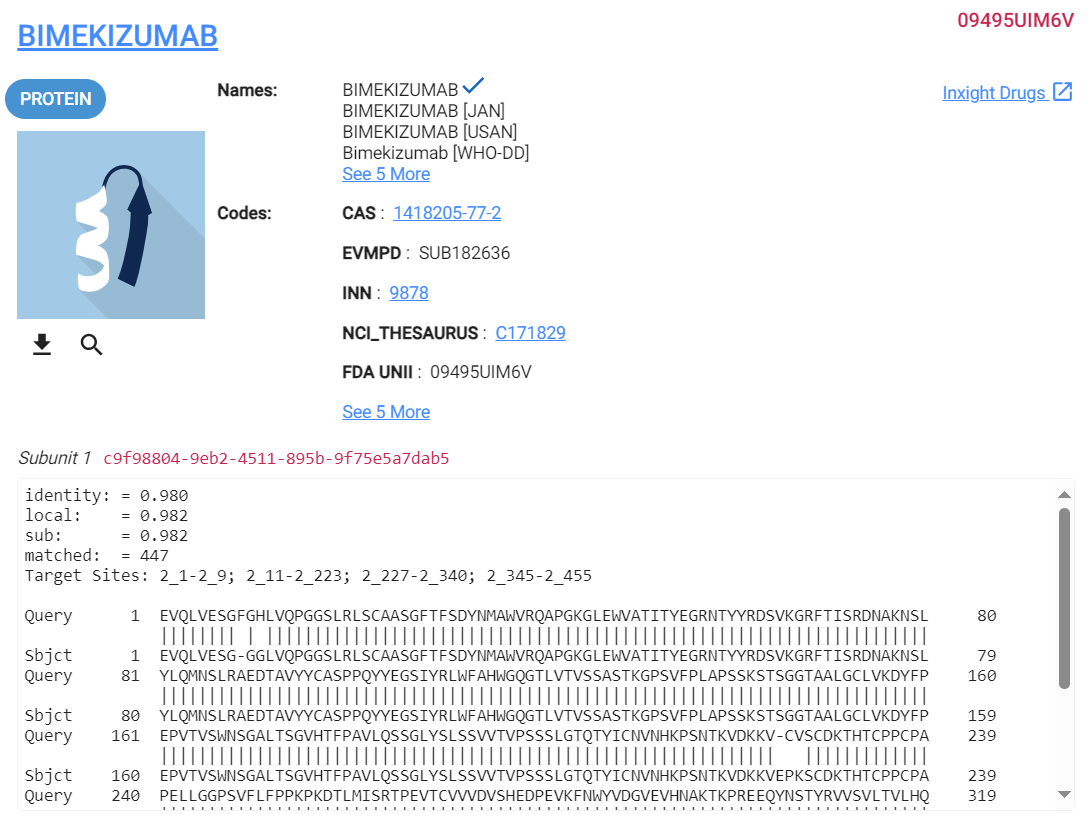 BIMEKIZUMAB
09495UIM6V
PROTEIN
Names:
BIMEKIZUMAB
BIMEKIZUMAB [JAN]
BIMEKIZUMAB [USAN]
Bimekizumab [WHO-DD]
See 5 More
Inxight Drugs
Codes:
CAS : 1418205-77-2
EVMPD : SUB182636
INN : 9878
NCI_THESAURUS : C171829
FDA UNII : 09495UIM6V
See 5 More
Subunit 1 c9f98804-9eb2-4511-895b-9f75e5a7dab5
identity: = 0.980
local: = 0.982
sub: = 0.982
matched: = 447
Target Sites: 2_1-2_9; 2_11-2_223; 2_227-2_340; 2_345-2_455
Query 1 EVQLVESGFGHLVQPGGSLRLSCAASGFTFSDYNMAWVRQAPGKGLEWVATITYEGRNTYYRDSVKGRFTISRDNAKNSL 80
|||||||| | |||||||||||||||||||||||||||||||||||||||||||||||||||||||||||||||||||||
Sbjct 1 EVQLVESG-GGLVQPGGSLRLSCAASGFTFSDYNMAWVRQAPGKGLEWVATITYEGRNTYYRDSVKGRFTISRDNAKNSL 79
Query 81 YLQMNSLRAEDTAVYYCASPPQYYEGSIYRLWFAHWGQGTLVTVSSASTKGPSVFPLAPSSKSTSGGTAALGCLVKDYFP 160
||||||||||||||||||||||||||||||||||||||||||||||||||||||||||||||||||||||||||||||||
Sbjct 80 YLQMNSLRAEDTAVYYCASPPQYYEGSIYRLWFAHWGQGTLVTVSSASTKGPSVFPLAPSSKSTSGGTAALGCLVKDYFP 159
Query 161 EPVTVSWNSGALTSGVHTFPAVLQSSGLYSLSSVVTVPSSSLGTQTYICNVNHKPSNTKVDKKV-CVSCDKTHTCPPCPA 239
||||||||||||||||||||||||||||||||||||||||||||||||||||||||||||||||   |||||||||||||
Sbjct 160 EPVTVSWNSGALTSGVHTFPAVLQSSGLYSLSSVVTVPSSSLGTQTYICNVNHKPSNTKVDKKVEPKSCDKTHTCPPCPA 239
Query 240 PELLGGPSVFLFPPKPKDTLMISRTPEVTCVVVDVSHEDPEVKFNWYVDGVEVHNAKTKPREEQYNSTYRVVSVLTVLHQ 319